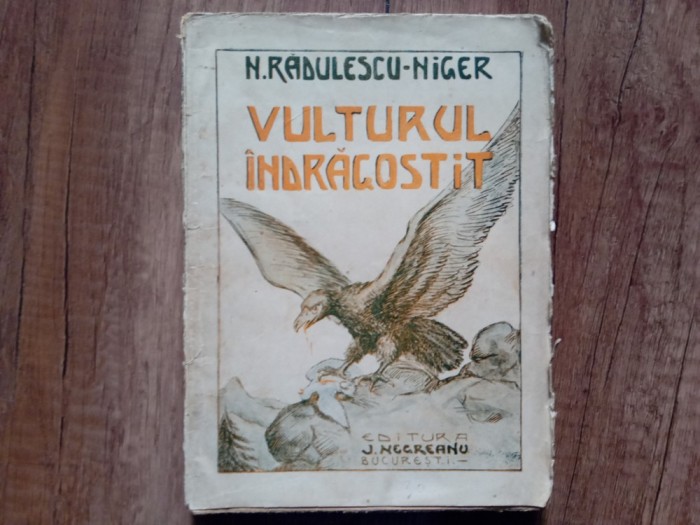 N. RĂDULESCU-NIGER
VULTURUL
ÎNDRĂGOSTIT
EDITURA
J. NEGREANU
BUCUREȘTI.—